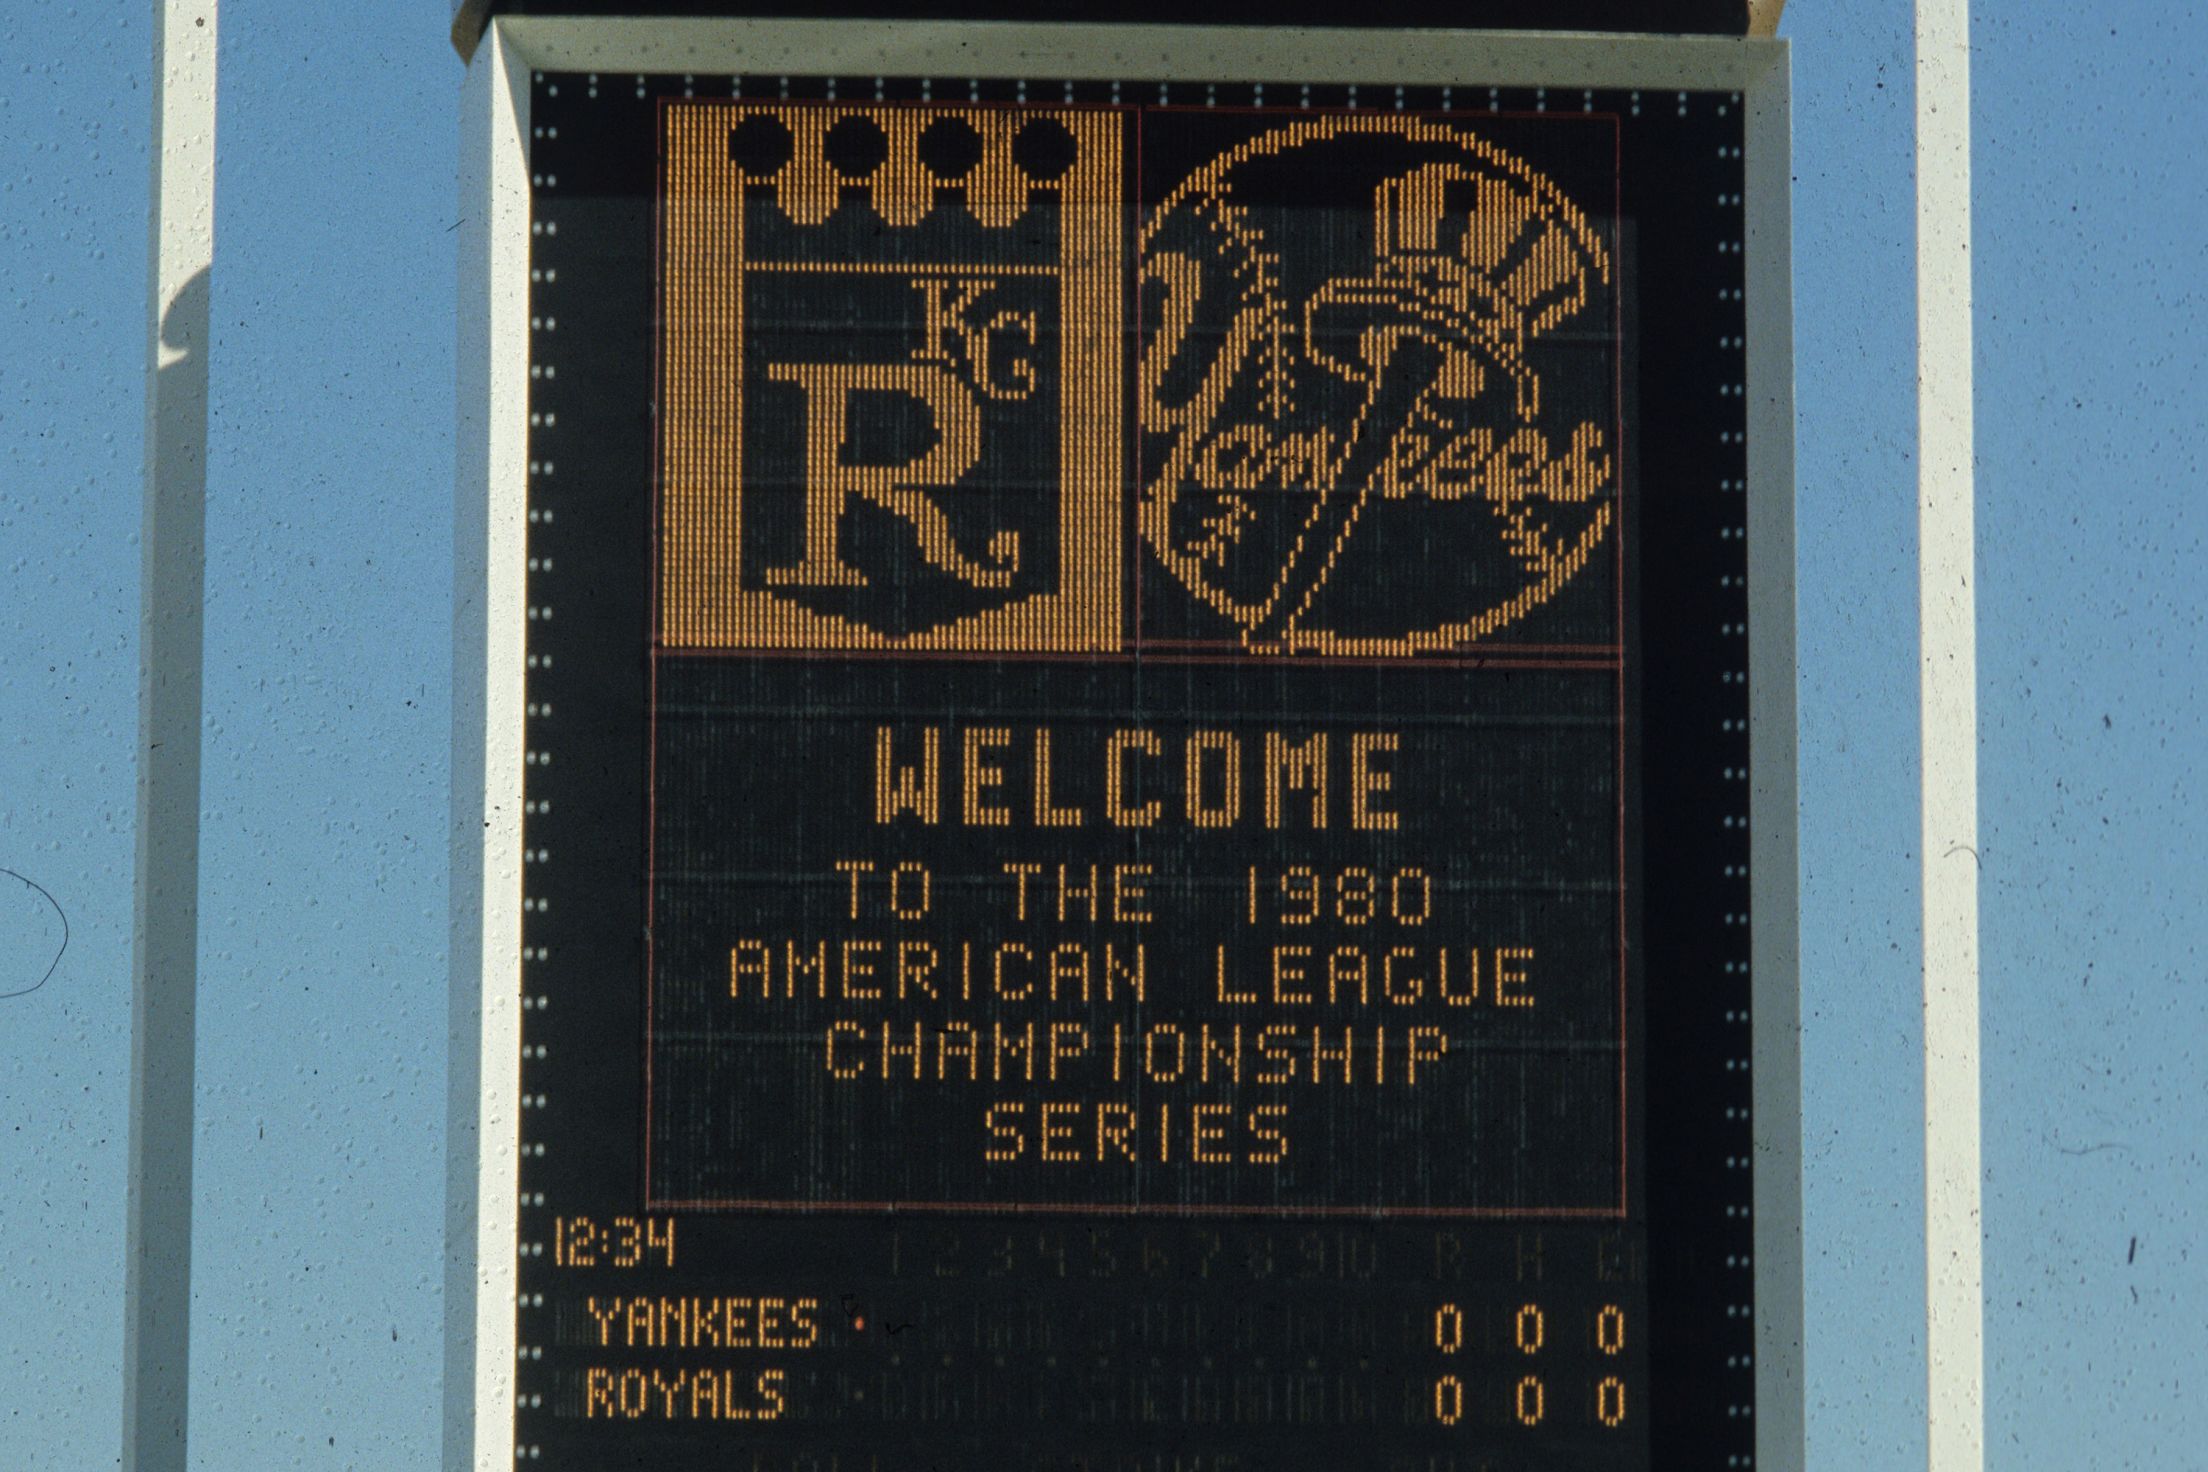 KC
R
Yankees
WELCOME
TO THE 1980
AMERICAN LEAGUE
CHAMPIONSHIP
SERIES
12:34 1 2 3 4 5 6 7 8 9 10 R H E
YANKEES 0 0 0
ROYALS 0 0 0